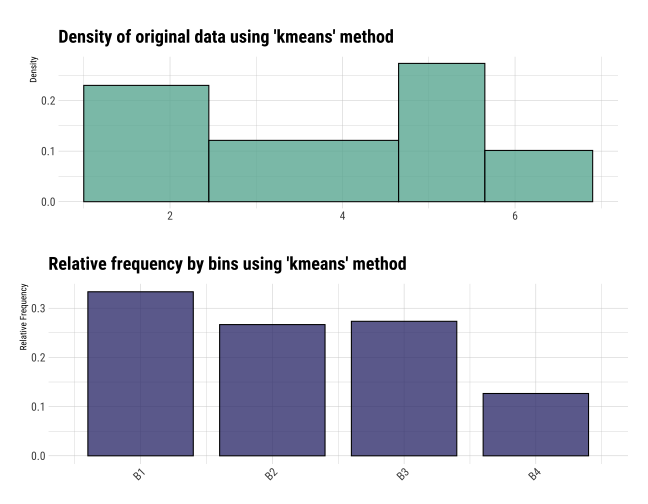 Density of original data using 'kmeans' method
Density
0.2
0.1
0.0
2 4 6
Relative frequency by bins using 'kmeans' method
Relative Frequency
0.3
0.2
0.1
0.0
B1 B2 B3 B4